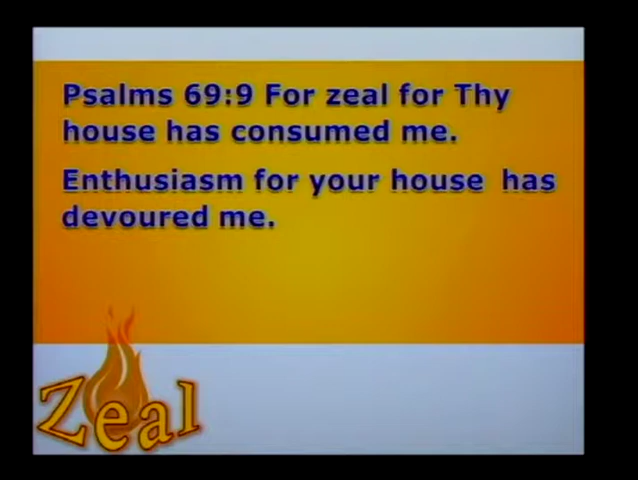 Psalms 69:9 For zeal for Thy
house has consumed me.
Enthusiasm for your house has
devoured me.
Zeal